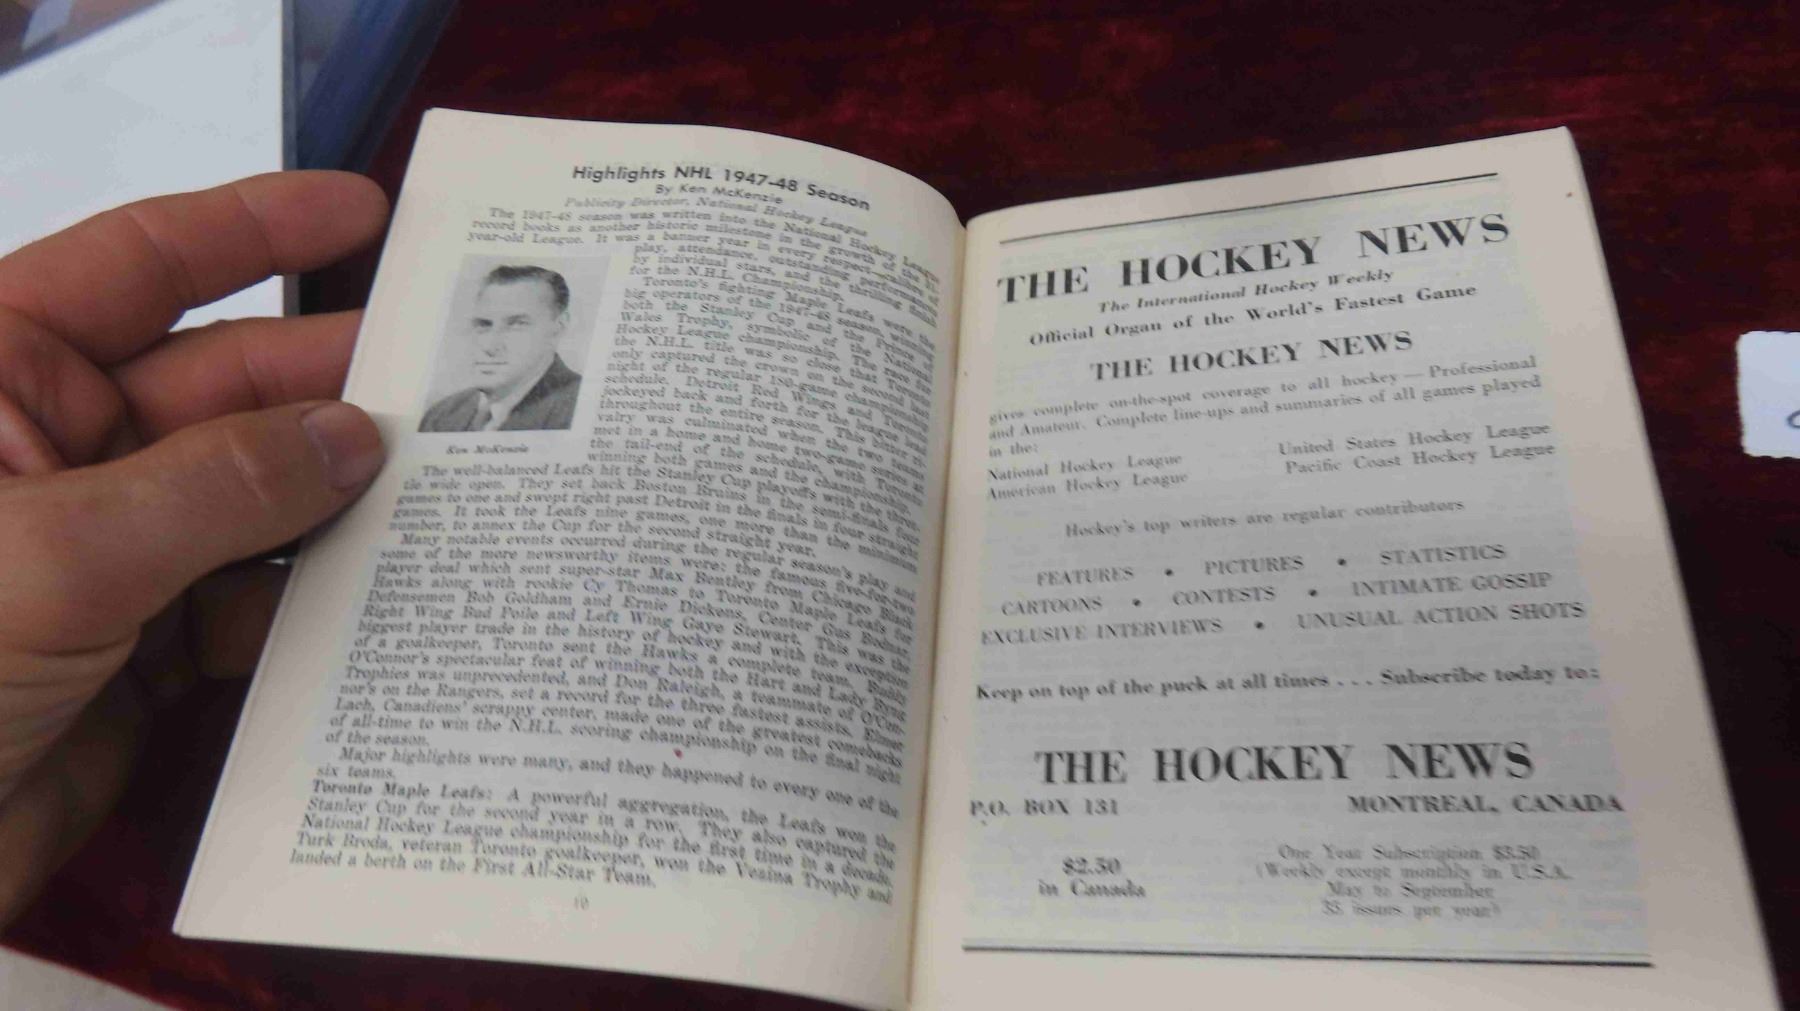 Highlights NHL 1947-48 Season
By Ken McKenzie
Publicity Director, National Hockey League
The 1947-48 season was written into the National Hockey League
record books as another historic milestone in the growth of the
year-old League. It was a banner year in every respect—calibre of
play, attendance, outstanding performances
by individual stars, and the thrilling finish
for the N.H.L. Championship.
Toronto's fighting Maple Leafs were the
big operators of the 1947-48 season, winning
both the Stanley Cup and the Prince of
Wales Trophy, symbolic of the National
Hockey League championship. The race for
the N.H.L. title was so close that Toronto
only captured the crown on the second last
night of the regular 180-game championship
schedule. Detroit Red Wings and Toronto
jockeyed back and forth for the league lead
throughout the entire season. This bitter ri-
valry was culminated when the two teams
met in a home and home two-game series at
the tail-end of the schedule, with Toronto
winning both games and the championship.
Ken McKenzie
The well-balanced Leafs hit the Stanley Cup playoffs with the throt-
tle wide open. They set back Boston Bruins in the semi-finals four
games to one and swept right past Detroit in the finals in four straight
games. It took the Leafs nine games, one more than the minimum
number, to annex the Cup for the second straight year.
Many notable events occurred during the regular season's play and
some of the more newsworthy items were: the famous five-for-two
player deal which sent super-star Max Bentley from Chicago Black
Hawks along with rookie Cy Thomas to Toronto Maple Leafs for
Defensemen Bob Goldham and Ernie Dickens, Center Gus Bodnar,
Right Wing Bud Poile and Left Wing Gaye Stewart. This was the
biggest player trade in the history of hockey and with the exception
of a goalkeeper, Toronto sent the Hawks a complete team. Buddy
O'Connor's spectacular feat of winning both the Hart and Lady Byng
Trophies was unprecedented, and Don Raleigh, a teammate of O'Con-
nor's on the Rangers, set a record for the three fastest assists. Elmer
Lach, Canadiens' scrappy center, made one of the greatest comebacks
of all-time to win the N.H.L. scoring championship on the final night
of the season.
Major highlights were many, and they happened to every one of the
six teams.
Toronto Maple Leafs: A powerful aggregation, the Leafs won the
Stanley Cup for the second year in a row. They also captured the
National Hockey League championship for the first time in a decade.
Turk Broda, veteran Toronto goalkeeper, won the Vezina Trophy and
landed a berth on the First All-Star Team.
10
THE HOCKEY NEWS
The International Hockey Weekly
Official Organ of the World's Fastest Game
THE HOCKEY NEWS
gives complete on-the-spot coverage to all hockey — Professional
and Amateur. Complete line-ups and summaries of all games played
in the:
National Hockey League United States Hockey League
American Hockey League Pacific Coast Hockey League
Hockey's top writers are regular contributors
FEATURES • PICTURES • STATISTICS
CARTOONS • CONTESTS • INTIMATE GOSSIP
EXCLUSIVE INTERVIEWS • UNUSUAL ACTION SHOTS
Keep on top of the puck at all times . . . Subscribe today to:
THE HOCKEY NEWS
P.O. BOX 131 MONTREAL, CANADA
$2.50
in Canada
One Year Subscription $3.50
(Weekly except monthly in U.S.A.
May to September
35 issues per year)